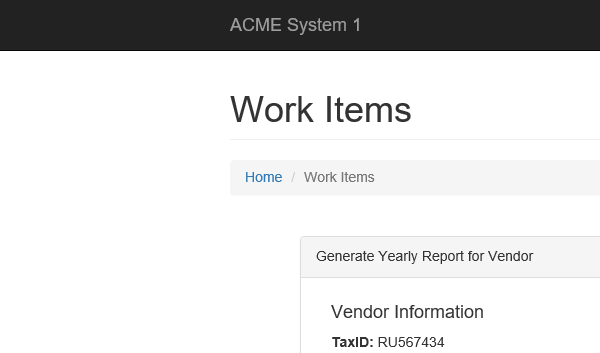 ACME System 1
Work Items
Home / Work Items
Generate Yearly Report for Vendor
Vendor Information
TaxID: RU567434